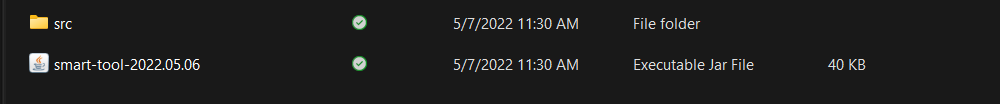 src 5/7/2022 11:30 AM File folder
smart-tool-2022.05.06 5/7/2022 11:30 AM Executable Jar File 40 KB